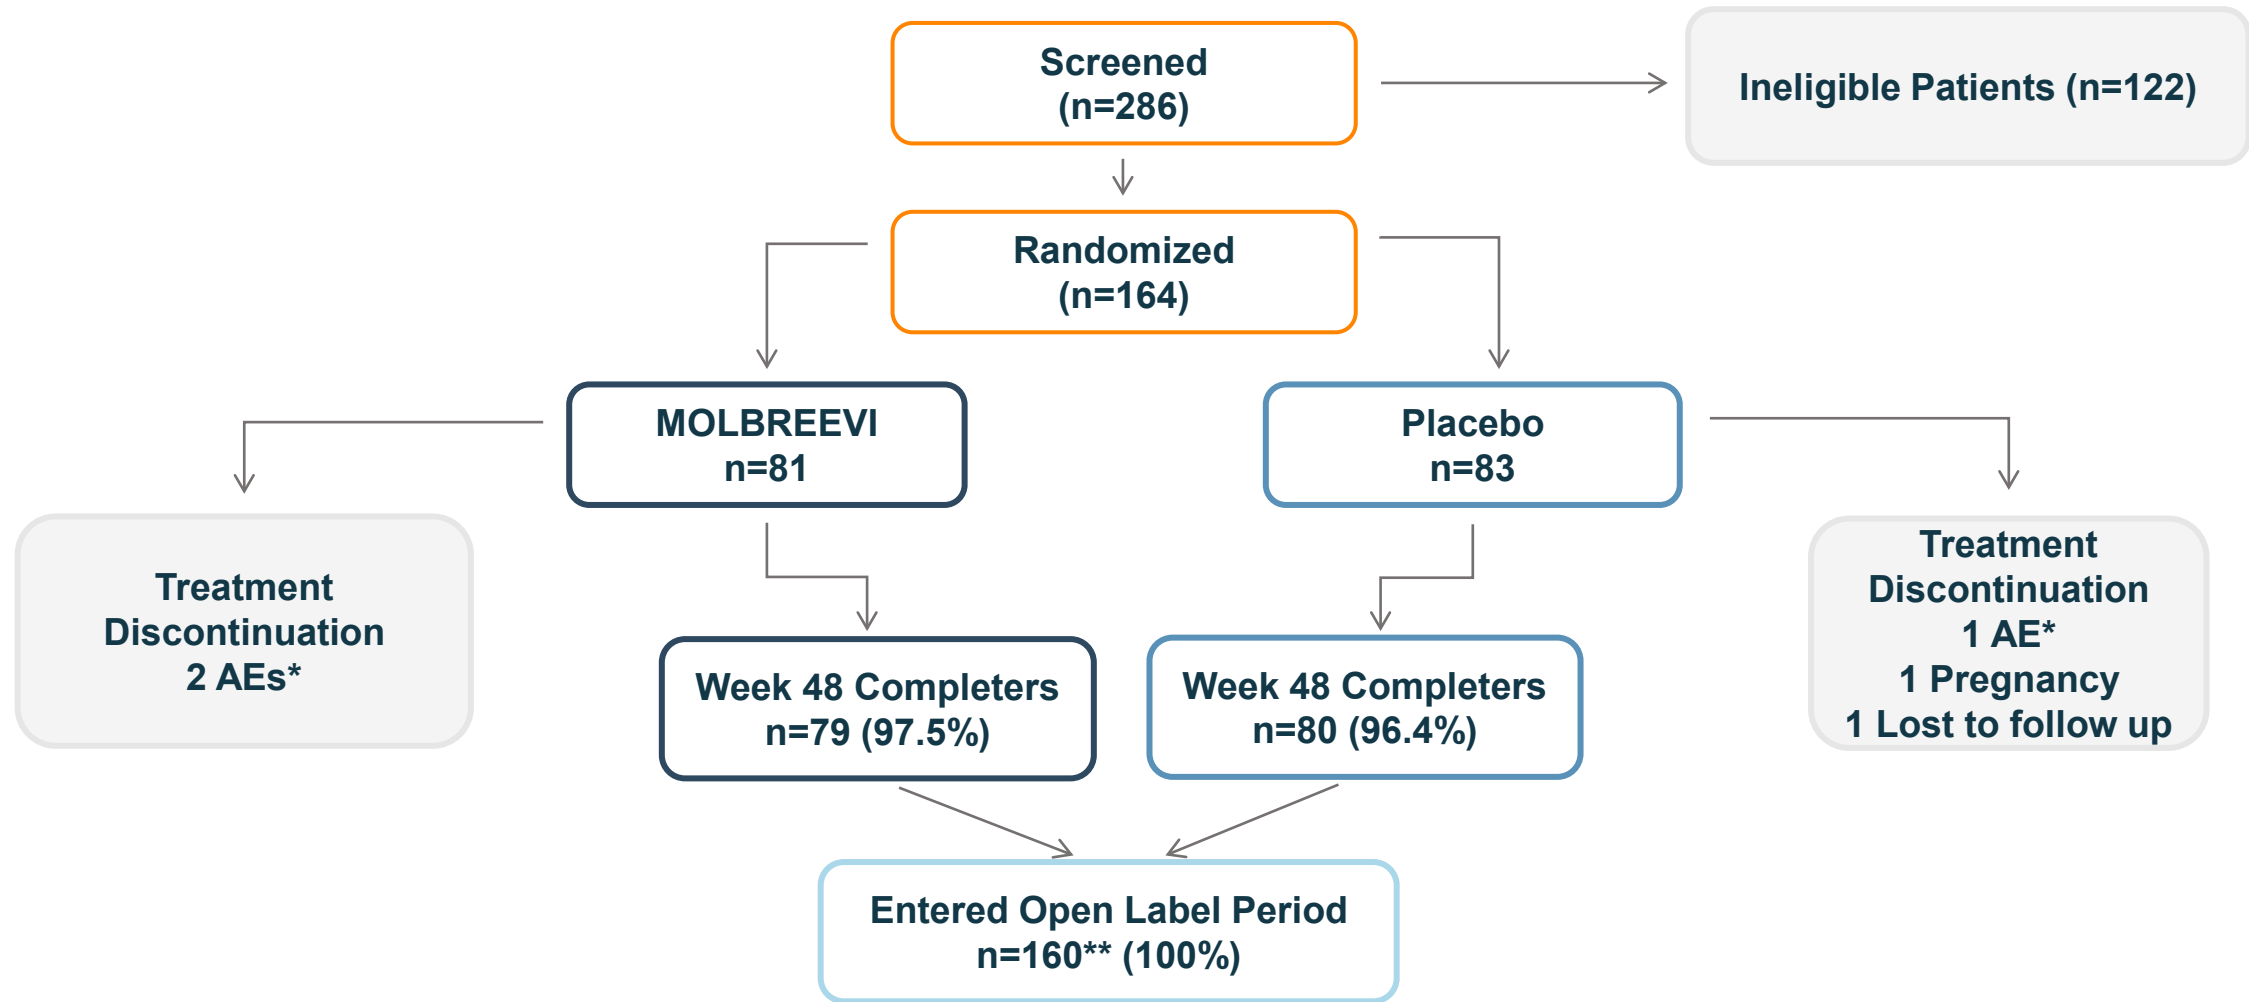 Screened
(n=286)
Ineligible Patients (n=122)
Randomized
(n=164)
MOLBREEVI
n=81
Placebo
n=83
Treatment
Discontinuation
2 AEs*
Treatment
Discontinuation
1 AE*
1 Pregnancy
1 Lost to follow up
Week 48 Completers
n=79 (97.5%)
Week 48 Completers
n=80 (96.4%)
Entered Open Label Period
n=160** (100%)